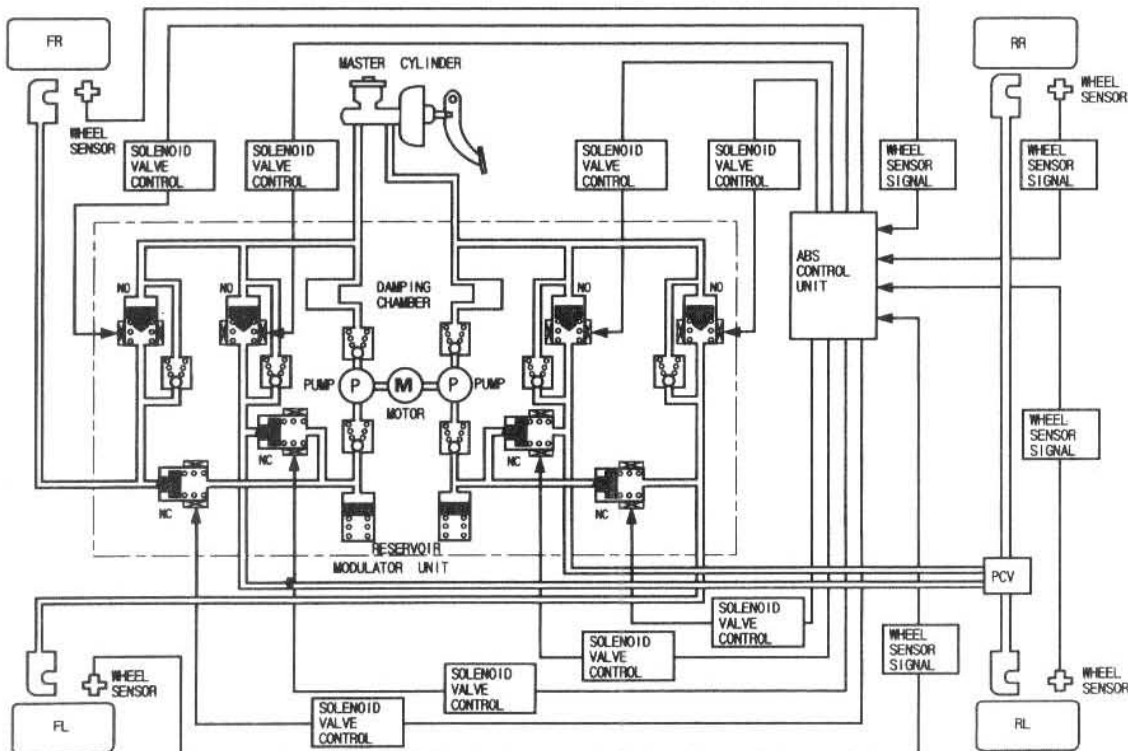 FR
RR
MASTER CYLINDER
WHEEL
SENSOR
WHEEL
SENSOR
SOLENOID
VALVE
CONTROL
SOLENOID
VALVE
CONTROL
SOLENOID
VALVE
CONTROL
SOLENOID
VALVE
CONTROL
WHEEL
SENSOR
SIGNAL
WHEEL
SENSOR
SIGNAL
ABS
CONTROL
UNIT
NO
NO
DAMPING
CHAMBER
NO
NO
PUMP
P
M
P
PUMP
MOTOR
NC
NC
NC
NC
WHEEL
SENSOR
SIGNAL
RESERVOIR
MODULATOR UNIT
PCV
SOLENOID
VALVE
CONTROL
SOLENOID
VALVE
CONTROL
SOLENOID
VALVE
CONTROL
SOLENOID
VALVE
CONTROL
WHEEL
SENSOR
SIGNAL
WHEEL
SENSOR
WHEEL
SENSOR
FL
RL